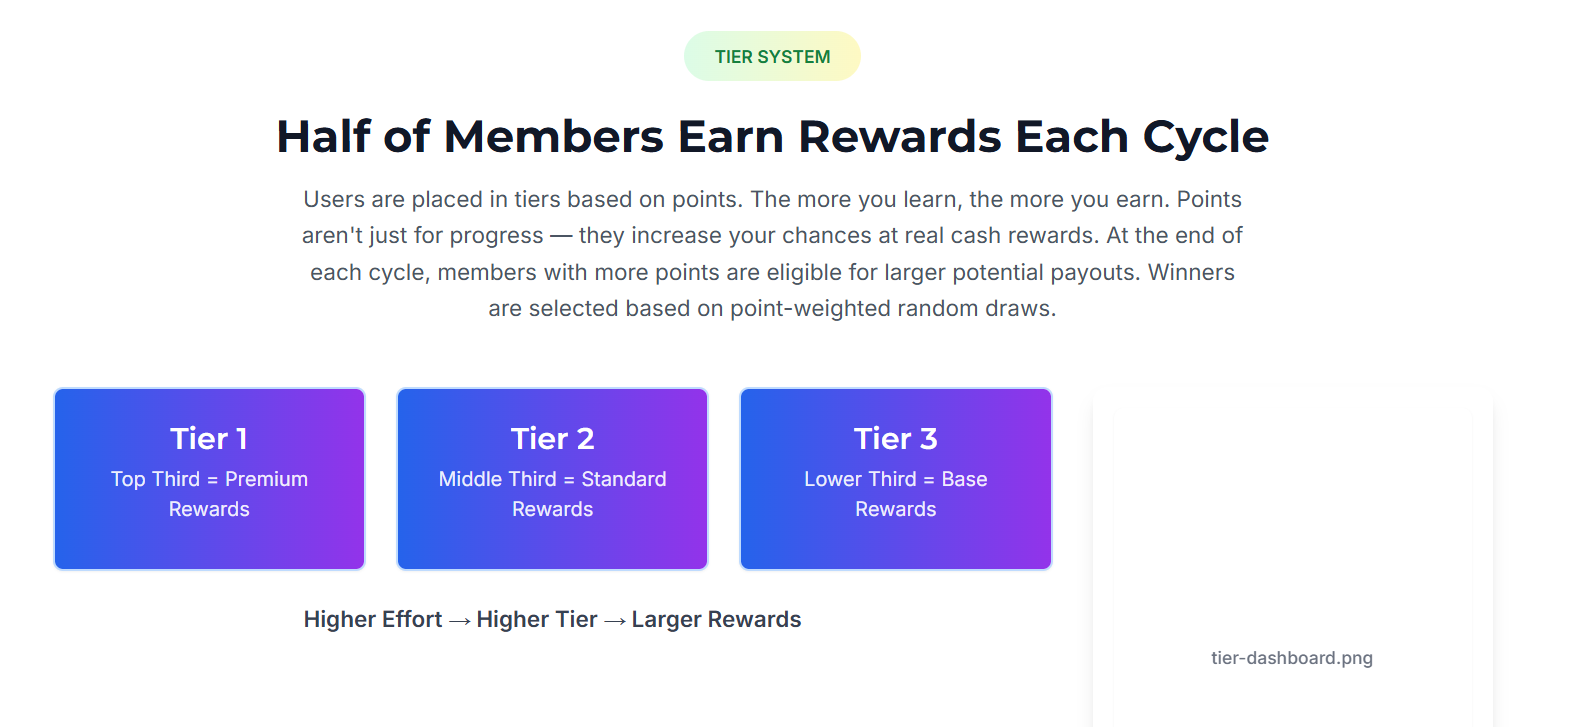 TIER SYSTEM
Half of Members Earn Rewards Each Cycle
Users are placed in tiers based on points. The more you learn, the more you earn. Points
aren't just for progress — they increase your chances at real cash rewards. At the end of
each cycle, members with more points are eligible for larger potential payouts. Winners
are selected based on point-weighted random draws.
Tier 1
Top Third = Premium
Rewards
Tier 2
Middle Third = Standard
Rewards
Tier 3
Lower Third = Base
Rewards
Higher Effort → Higher Tier → Larger Rewards
tier-dashboard.png